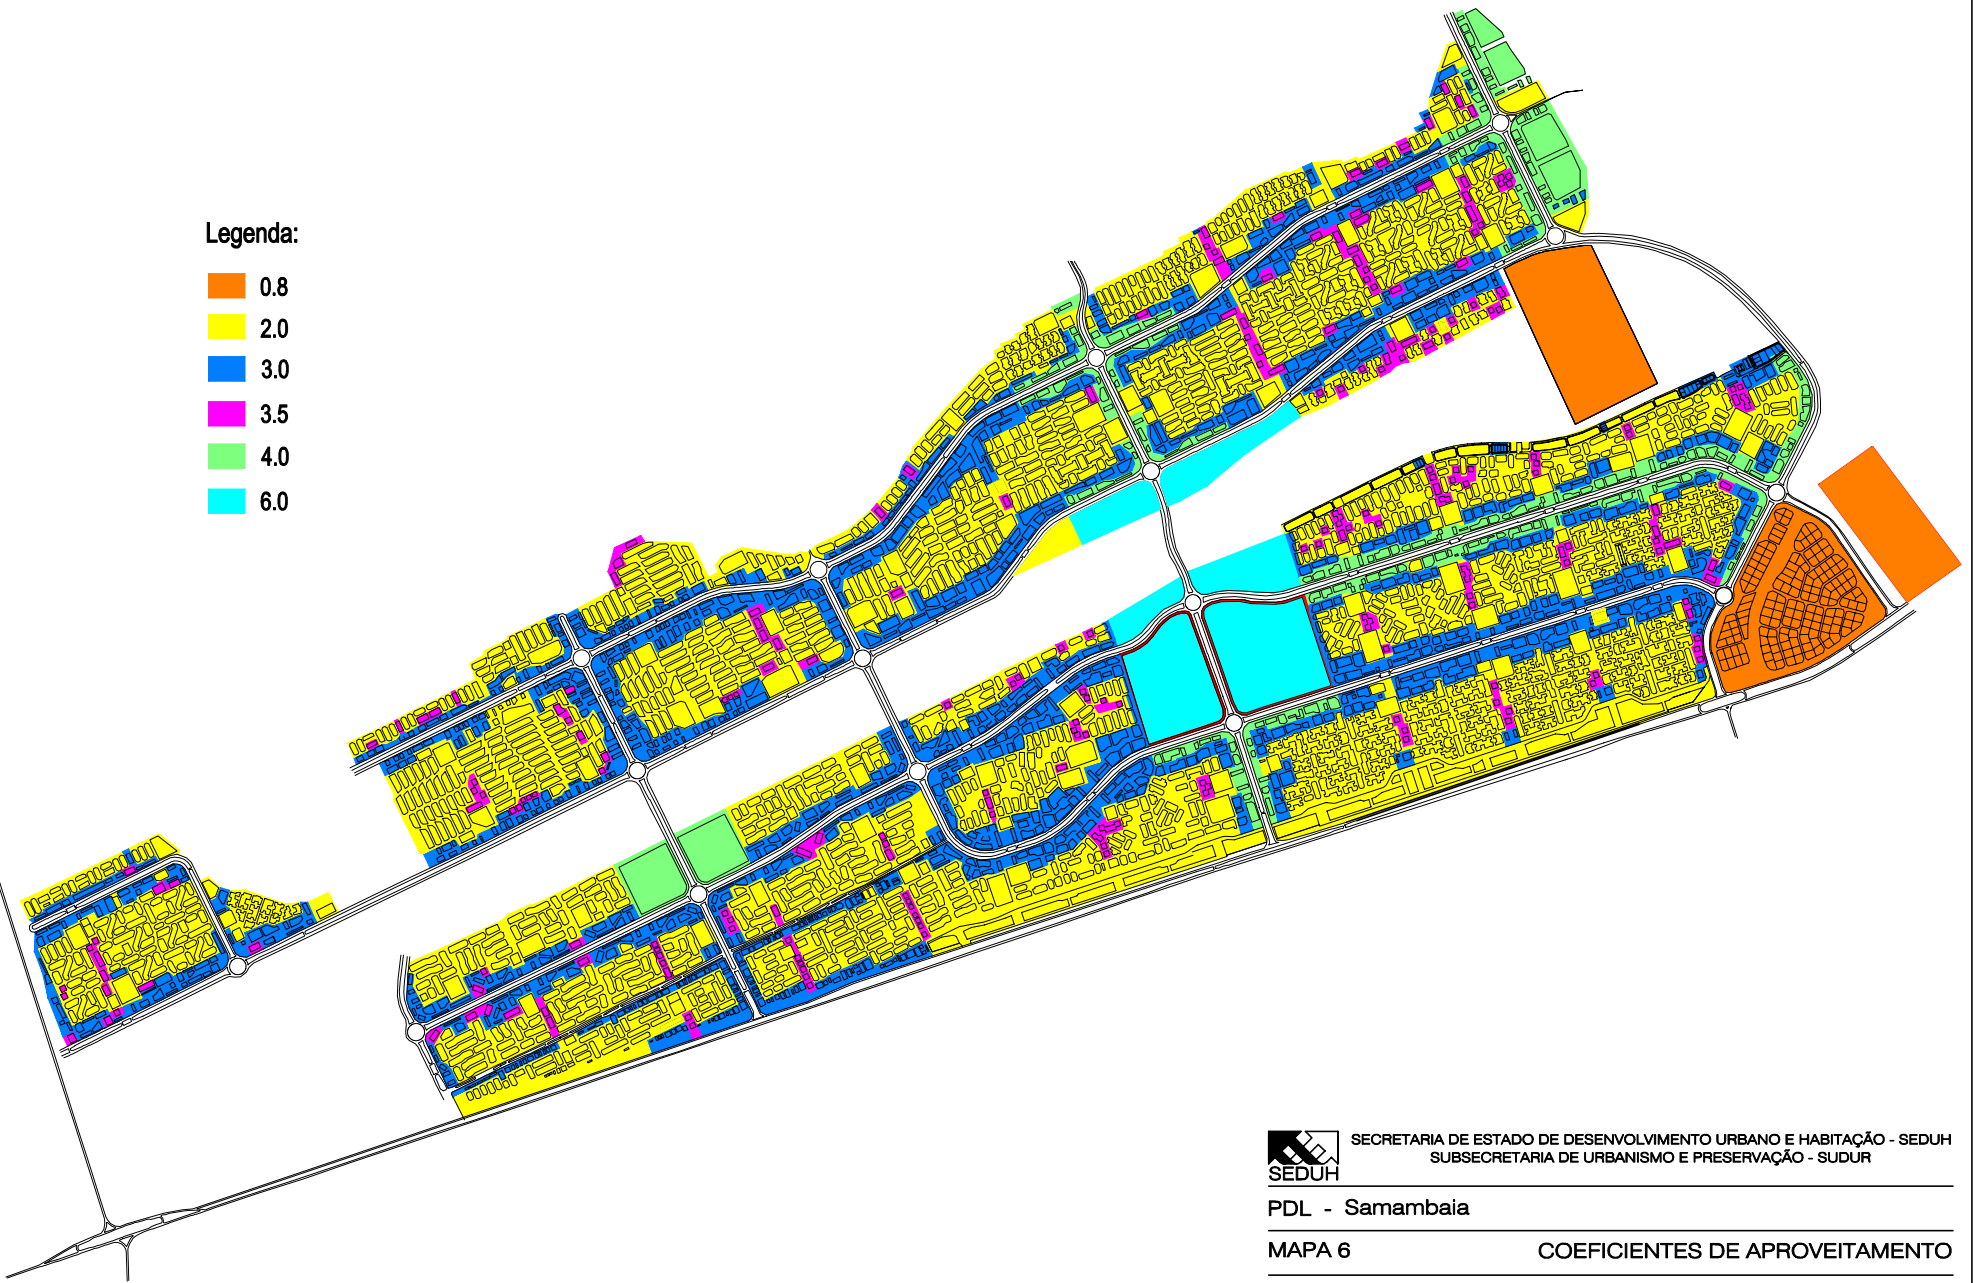 Legenda:
0.8
2.0
3.0
3.5
4.0
6.0
SEDUH
SECRETARIA DE ESTADO DE DESENVOLVIMENTO URBANO E HABITAÇÃO - SEDUH
SUBSECRETARIA DE URBANISMO E PRESERVAÇÃO - SUDUR
PDL - Samambaia
MAPA 6 COEFICIENTES DE APROVEITAMENTO